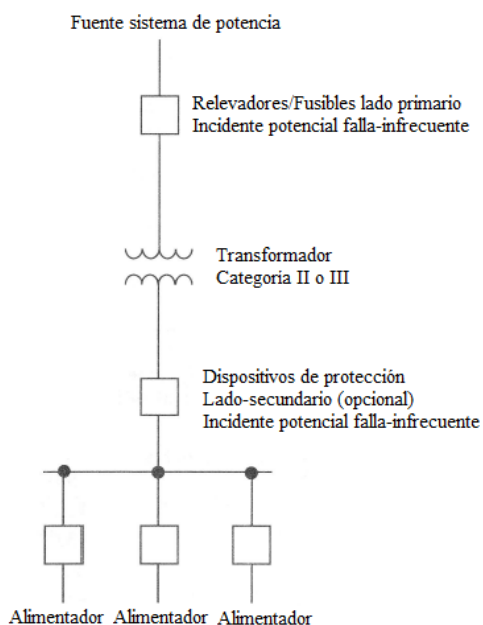 Fuente sistema de potencia
Relevadores/Fusibles lado primario
Incidente potencial falla-infrecuente
Transformador
Categoria II o III
Dispositivos de protección
Lado-secundario (opcional)
Incidente potencial falla-infrecuente
Alimentador Alimentador Alimentador